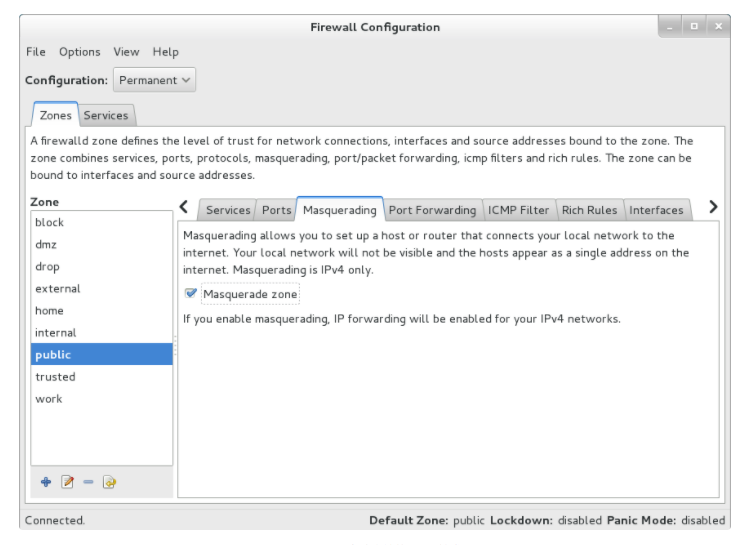 Firewall Configuration
File Options View Help
Configuration: Permanent
Zones Services
A firewalld zone defines the level of trust for network connections, interfaces and source addresses bound to the zone. The
zone combines services, ports, protocols, masquerading, port/packet forwarding, icmp filters and rich rules. The zone can be
bound to interfaces and source addresses.
Zone
block
dmz
drop
external
home
internal
public
trusted
work
Services Ports Masquerading Port Forwarding ICMP Filter Rich Rules Interfaces
Masquerading allows you to set up a host or router that connects your local network to the
internet. Your local network will not be visible and the hosts appear as a single address on the
internet. Masquerading is IPv4 only.
Masquerade zone
If you enable masquerading, IP forwarding will be enabled for your IPv4 networks.
Connected.
Default Zone: public Lockdown: disabled Panic Mode: disabled